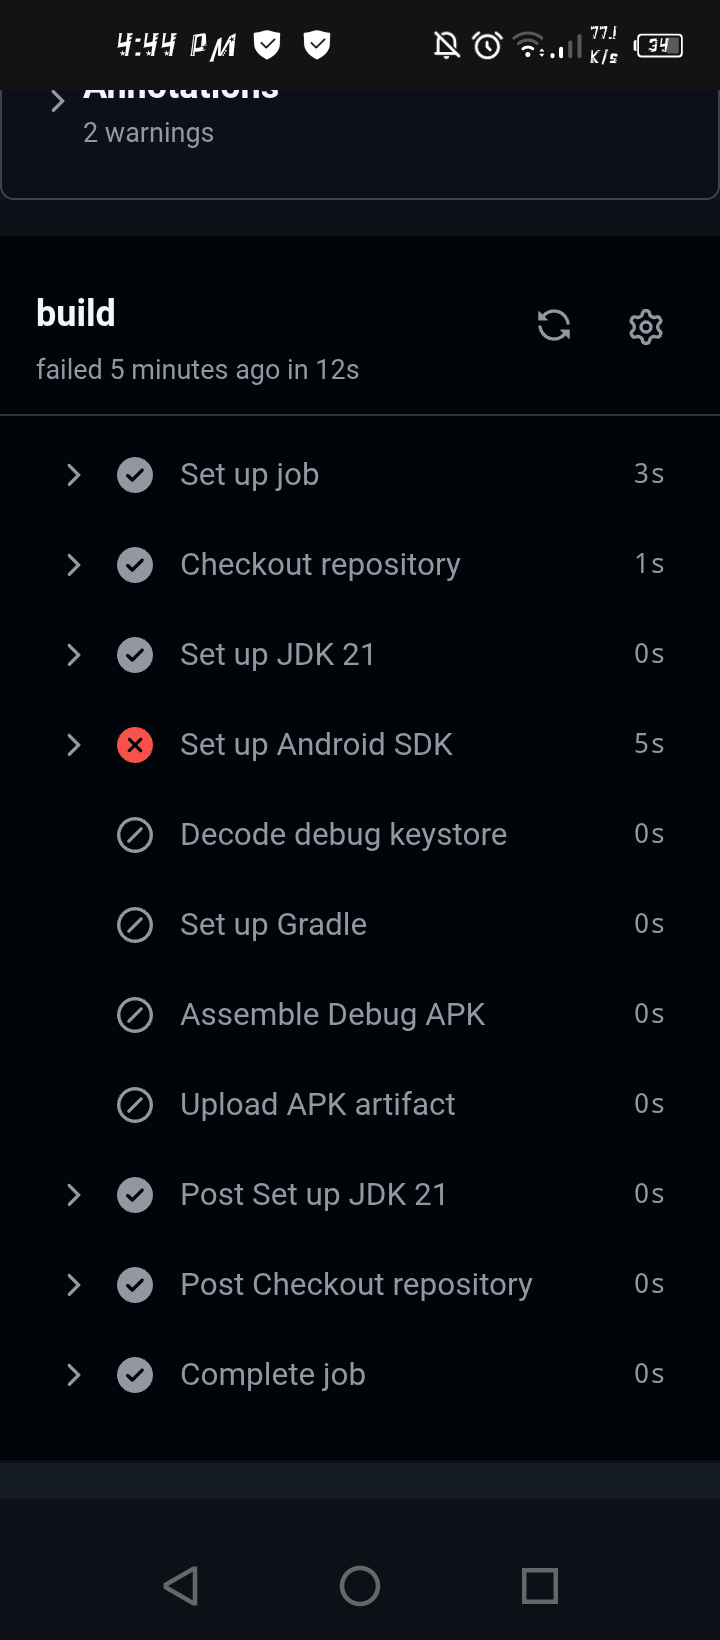 4:44 PM
77.1
K/s
34
Annotations
2 warnings
build
failed 5 minutes ago in 12s
Set up job 3s
Checkout repository 1s
Set up JDK 21 0s
Set up Android SDK 5s
Decode debug keystore 0s
Set up Gradle 0s
Assemble Debug APK 0s
Upload APK artifact 0s
Post Set up JDK 21 0s
Post Checkout repository 0s
Complete job 0s